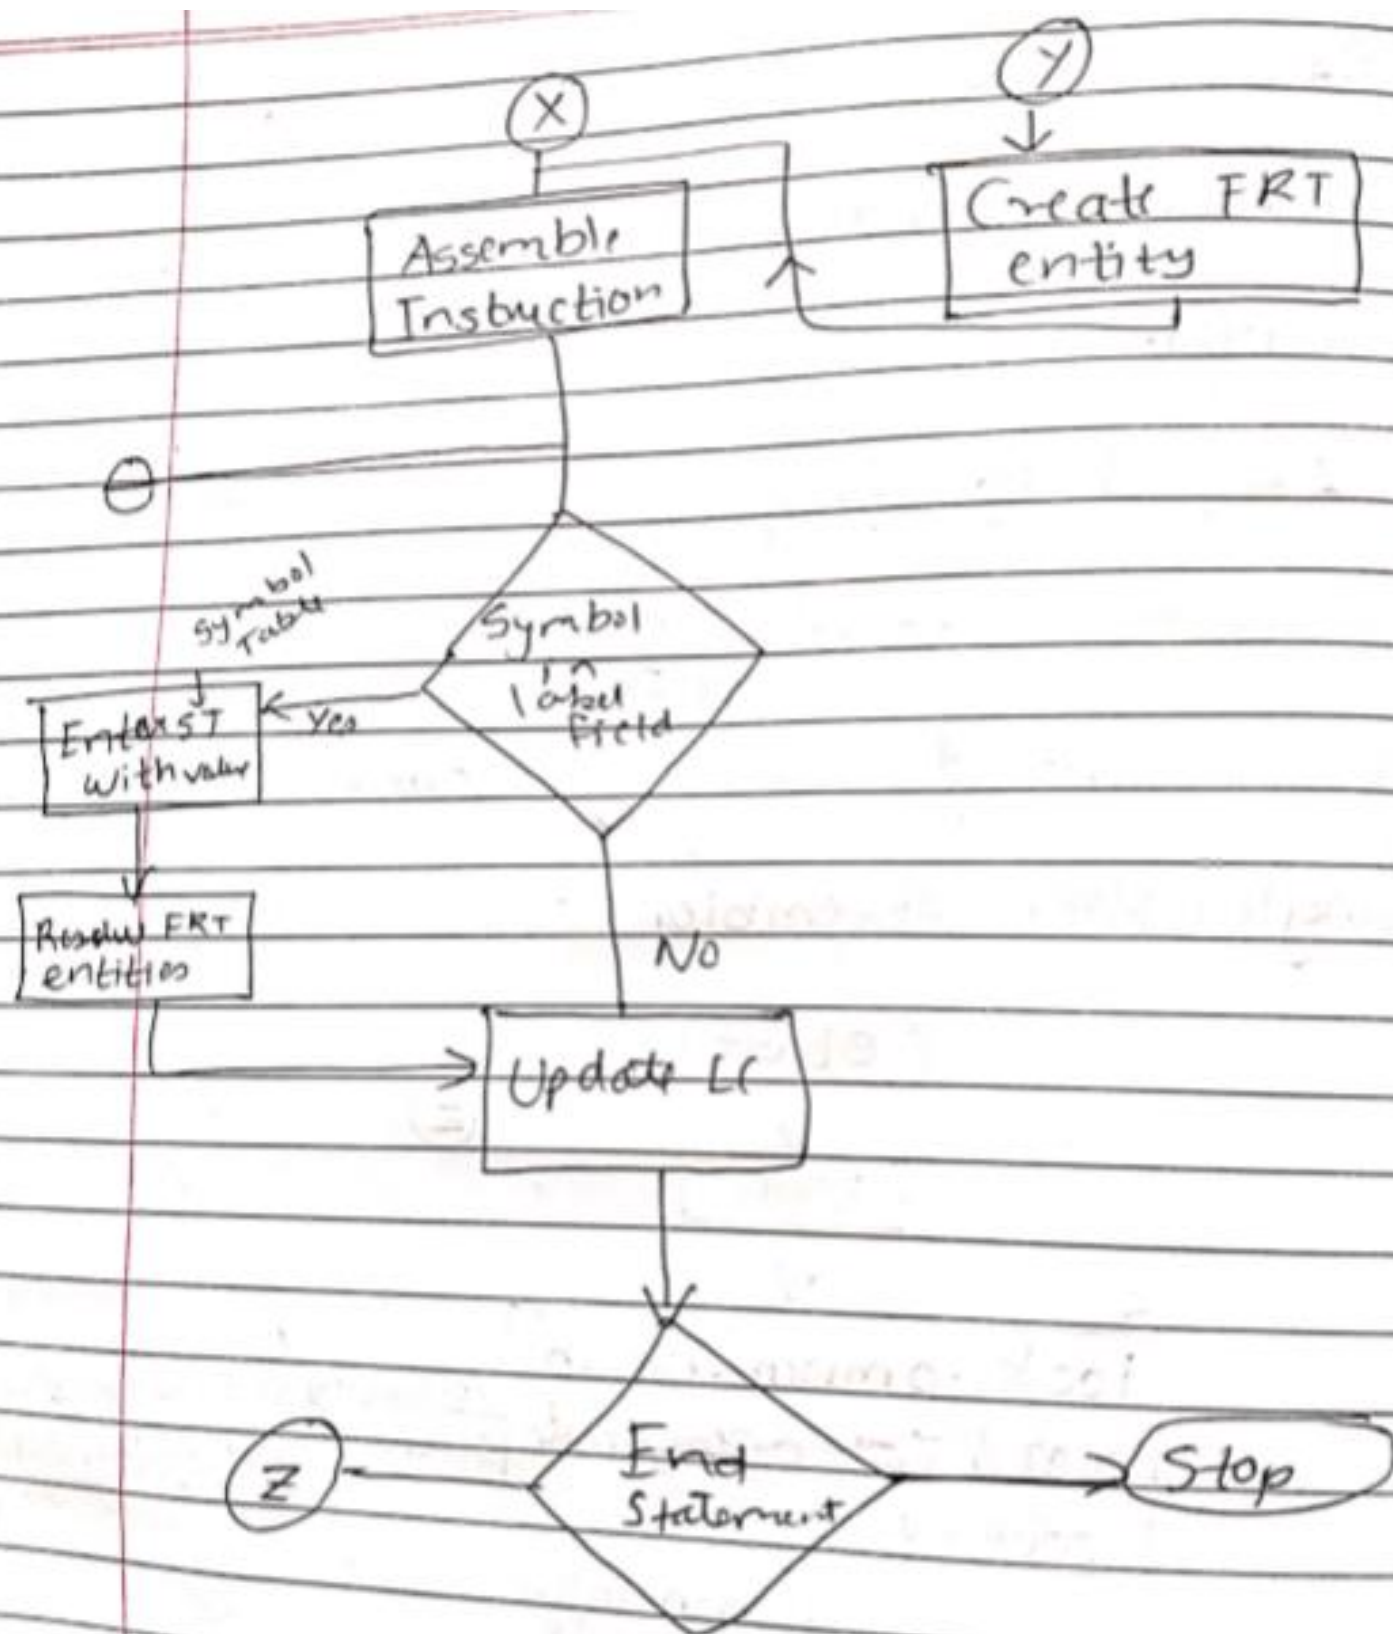 X
Y
Create FRT
entity
Assemble
Instruction
Symbol
Table
Symbol
in
label
field
Yes
Enter ST
with value
Resolve FRT
entities
No
Update LC
End
Statement
Z
Stop